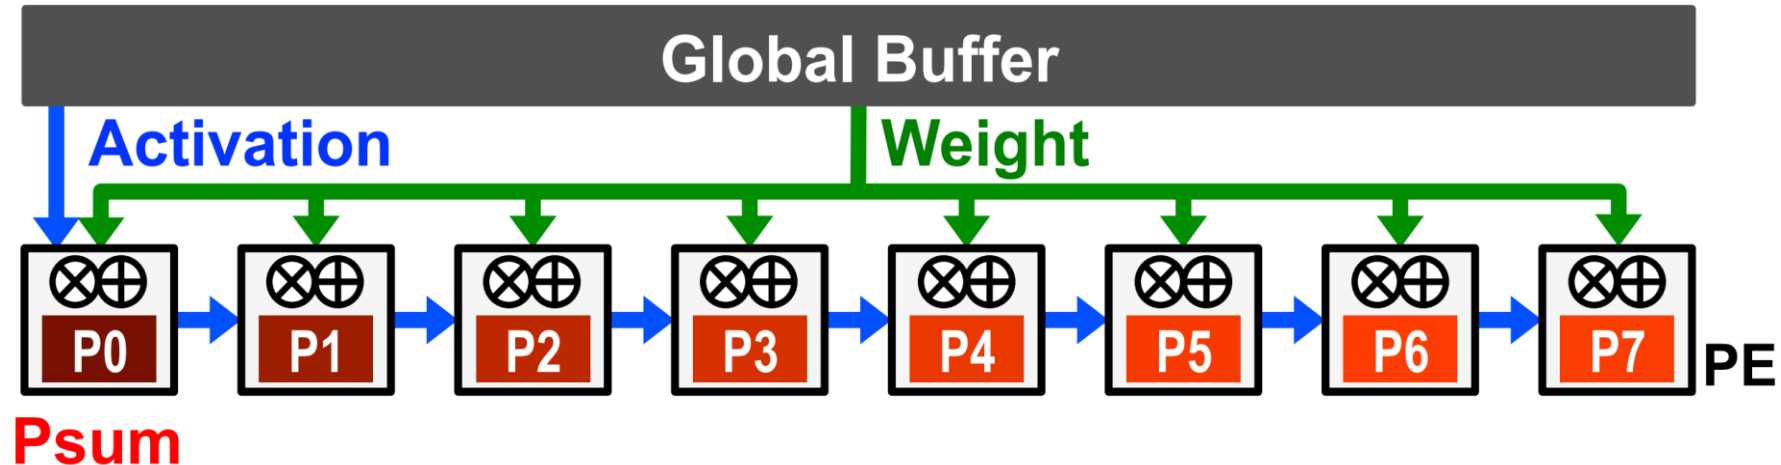 Global Buffer
Activation
Weight
P0
P1
P2
P3
P4
P5
P6
P7
PE
Psum